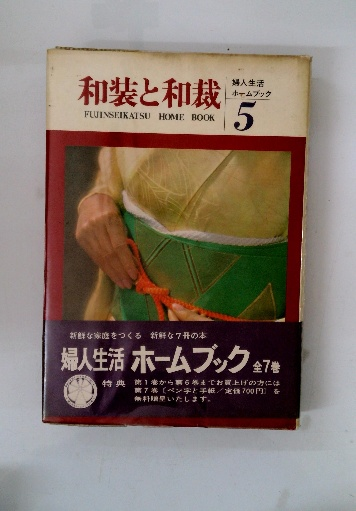 和装と和裁
婦人生活
ホームブック
5
FUJINSEIKATSU HOME BOOK
新鮮な家庭をつくる 新鮮な7冊の本
婦人生活 ホームブック 全7巻
特典 第1巻から第6巻までお買上げの方には
第7巻〔ペン字と手紙/定価700円〕を
無料贈呈いたします。